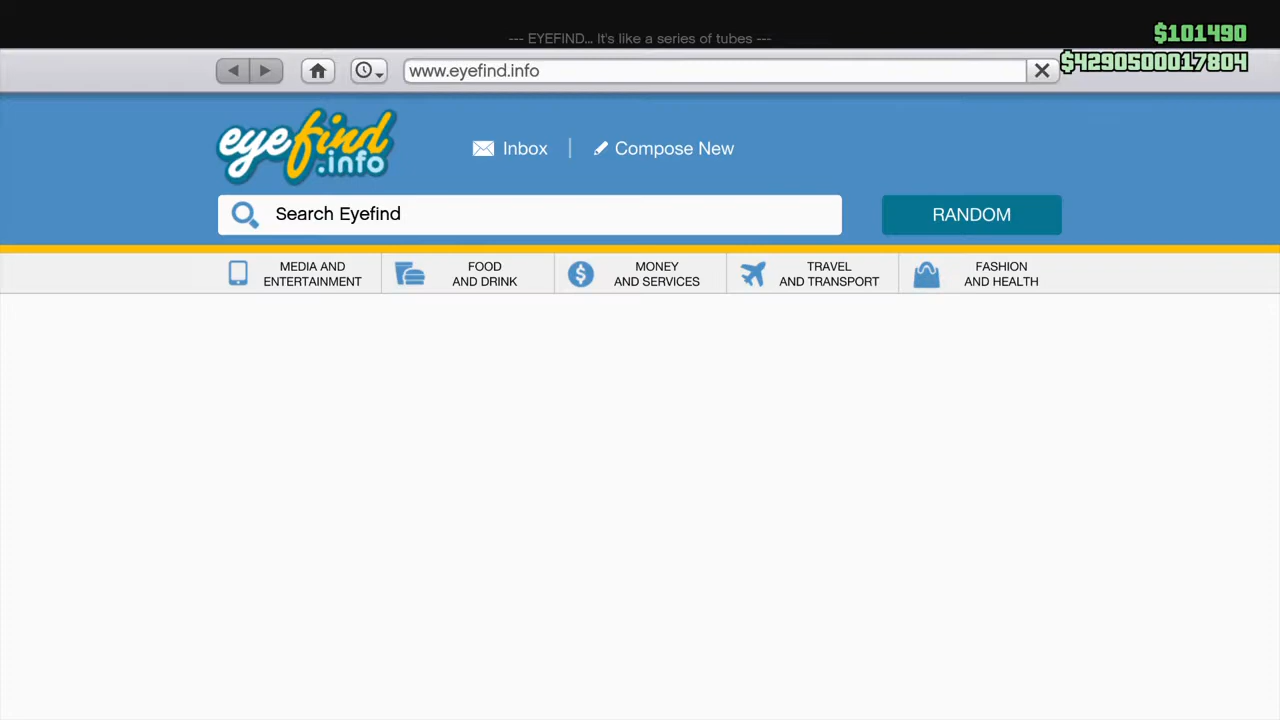 --- EYEFIND... It's like a series of tubes ---
$101490
www.eyefind.info
$4290500017804
eyefind
.info
Inbox
Compose New
Search Eyefind
RANDOM
MEDIA AND
ENTERTAINMENT
FOOD
AND DRINK
MONEY
AND SERVICES
TRAVEL
AND TRANSPORT
FASHION
AND HEALTH